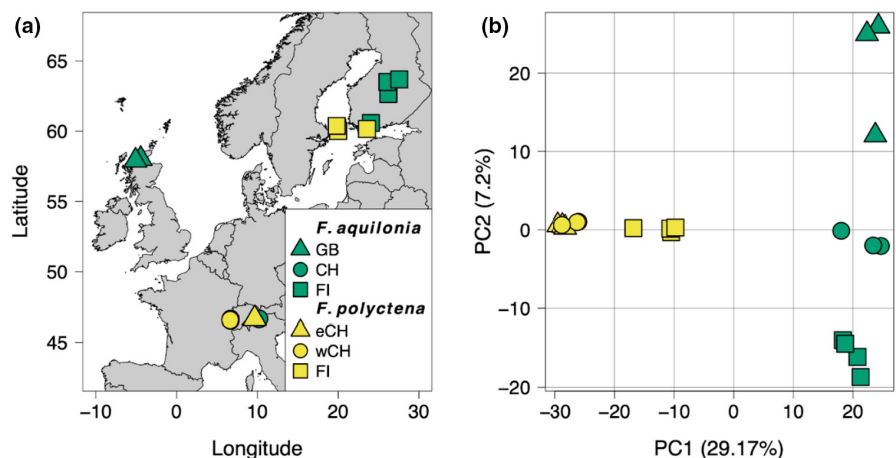 (a)
65
60
55
50
45
Latitude
−10
0
10
20
30
Longitude
F. aquilonia
GB
CH
FI
F. polyctena
eCH
wCH
FI
(b)
20
10
0
−10
−20
PC2 (7.2%)
−30
−20
−10
0
10
20
PC1 (29.17%)